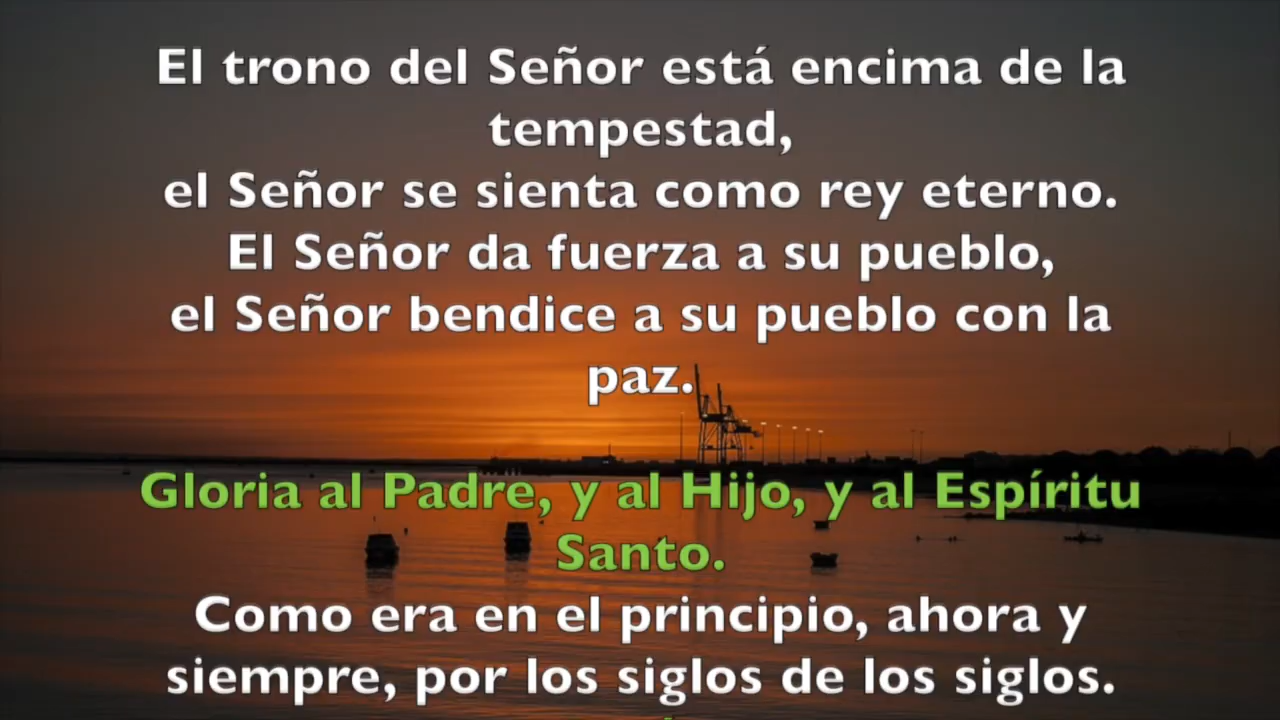 El trono del Señor está encima de la
tempestad,
el Señor se sienta como rey eterno.
El Señor da fuerza a su pueblo,
el Señor bendice a su pueblo con la
paz.
Gloria al Padre, y al Hijo, y al Espíritu
Santo.
Como era en el principio, ahora y
siempre, por los siglos de los siglos.